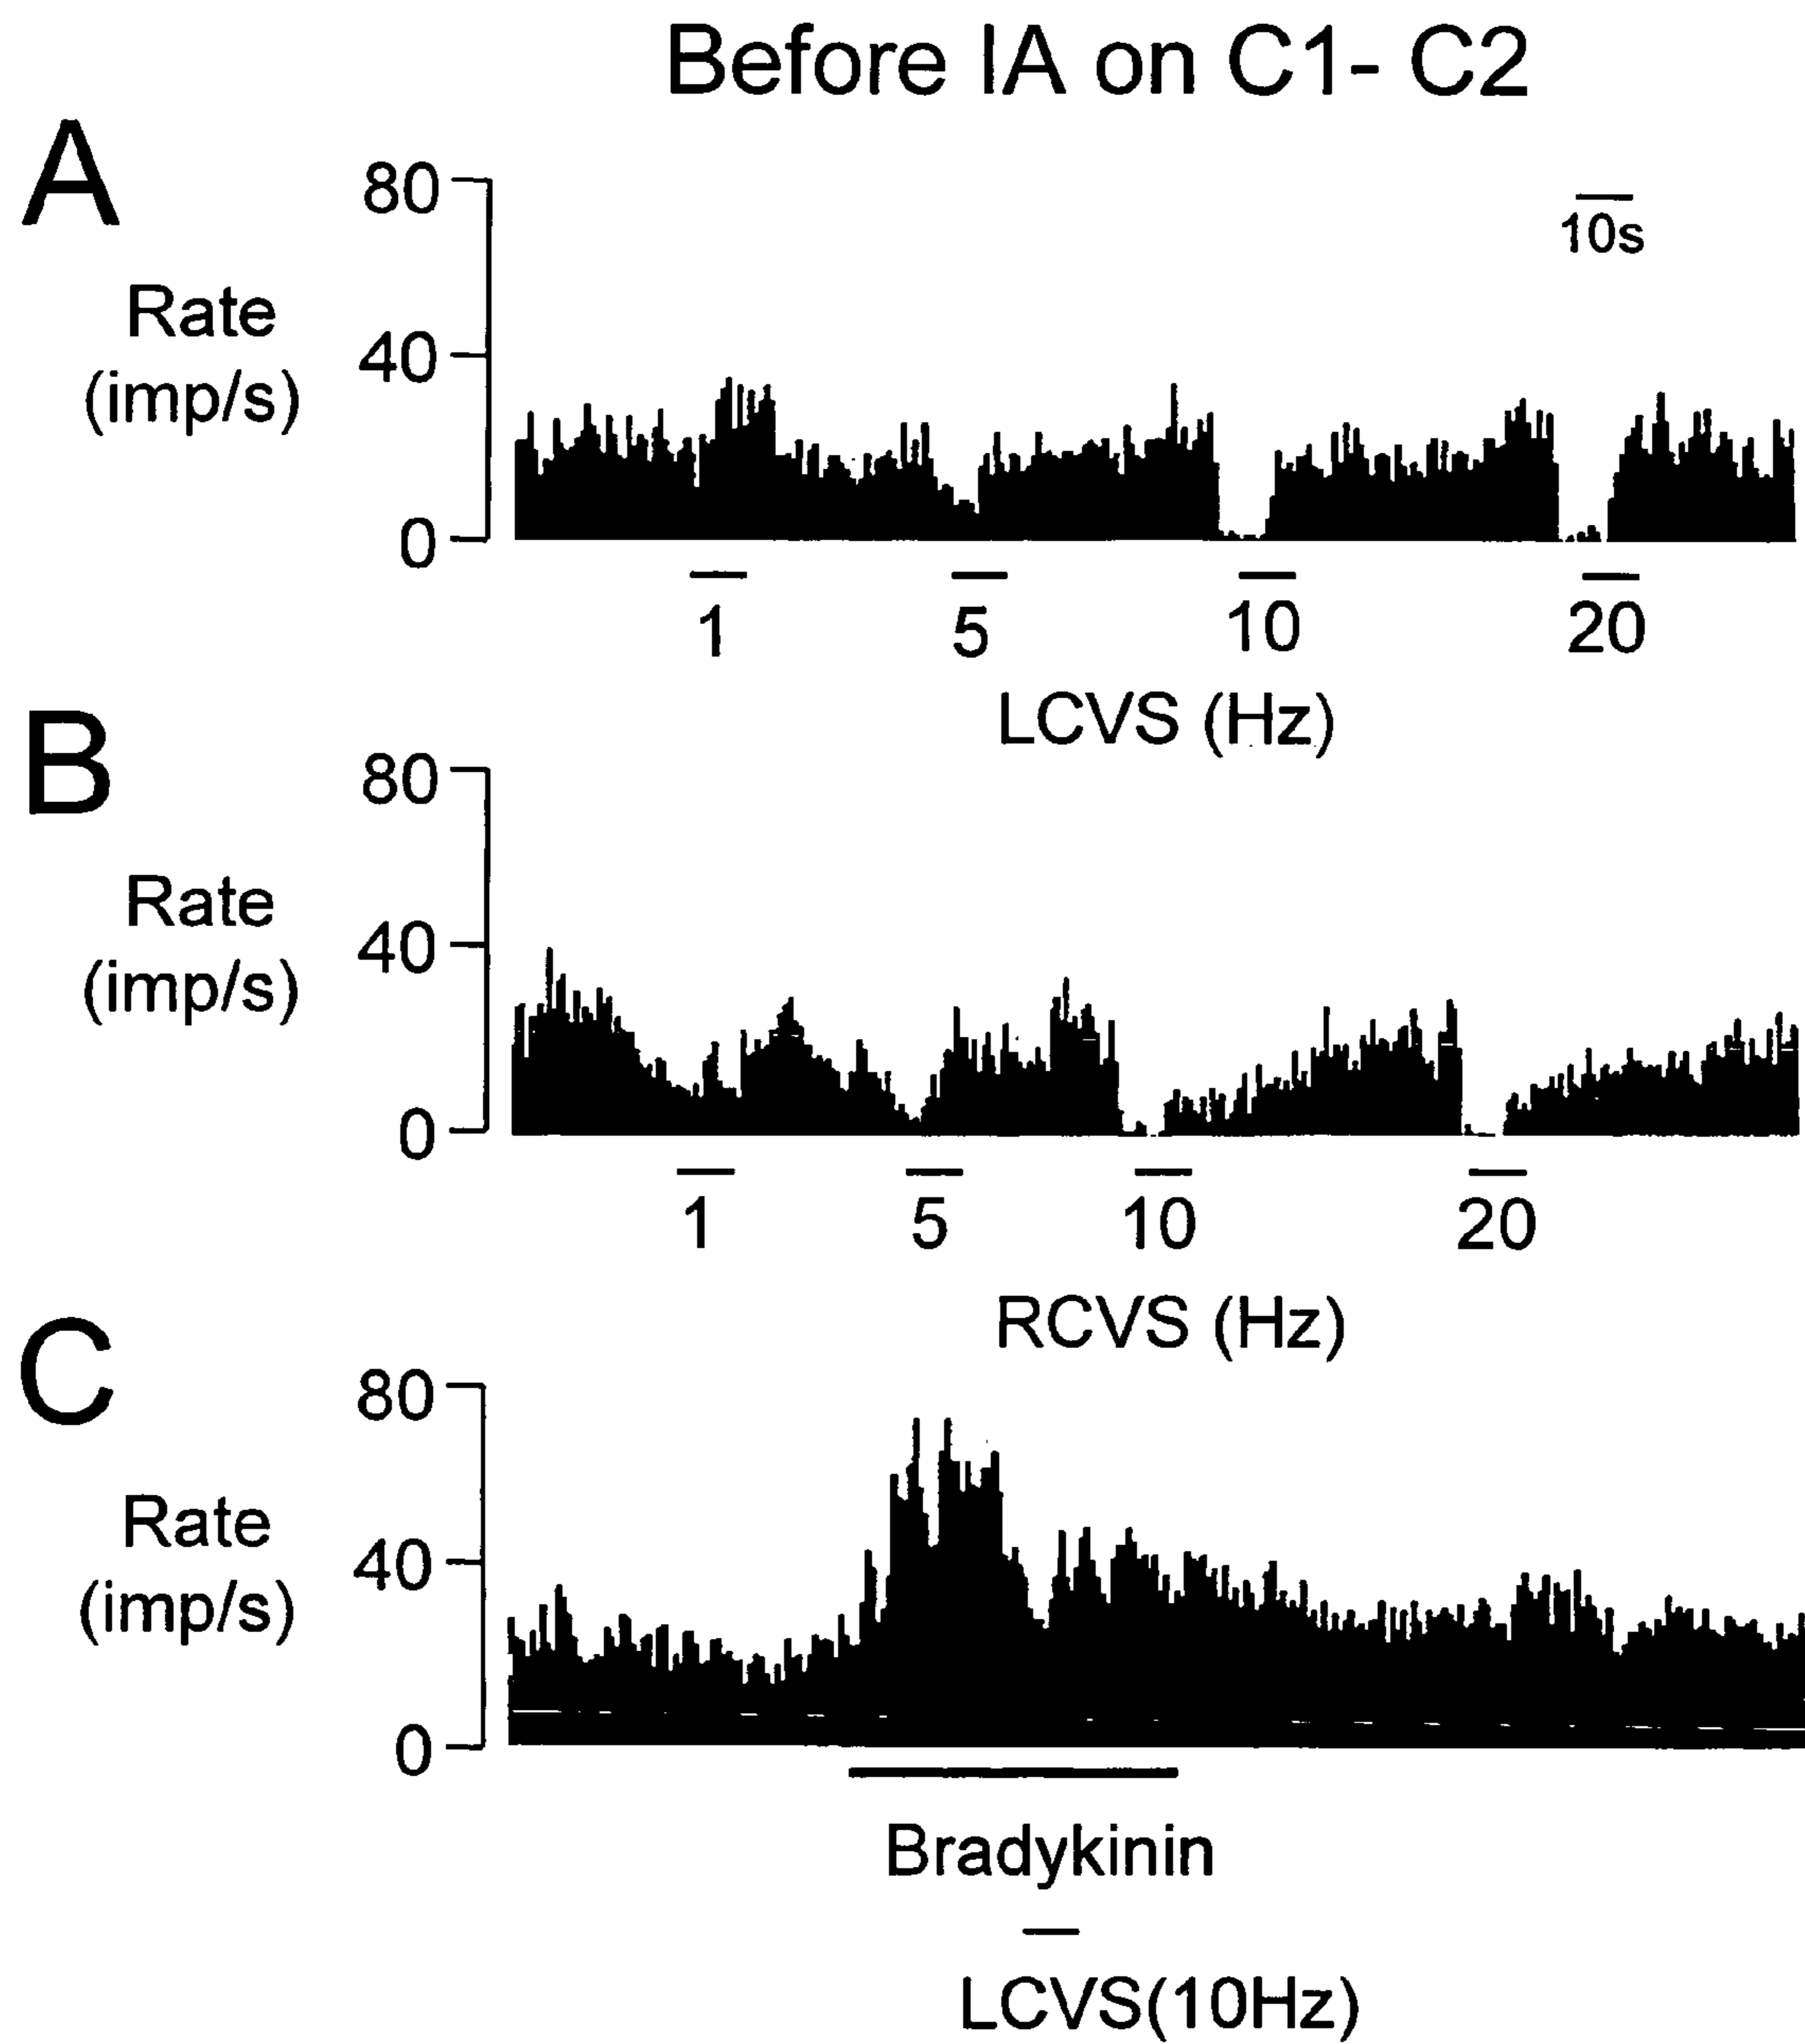 Before IA on C1- C2
A
80
10s
Rate
(imp/s)
40
0
1 5 10 20
LCVS (Hz)
B
80
Rate
(imp/s)
40
0
1 5 10 20
RCVS (Hz)
C
80
Rate
(imp/s)
40
0
Bradykinin
LCVS(10Hz)